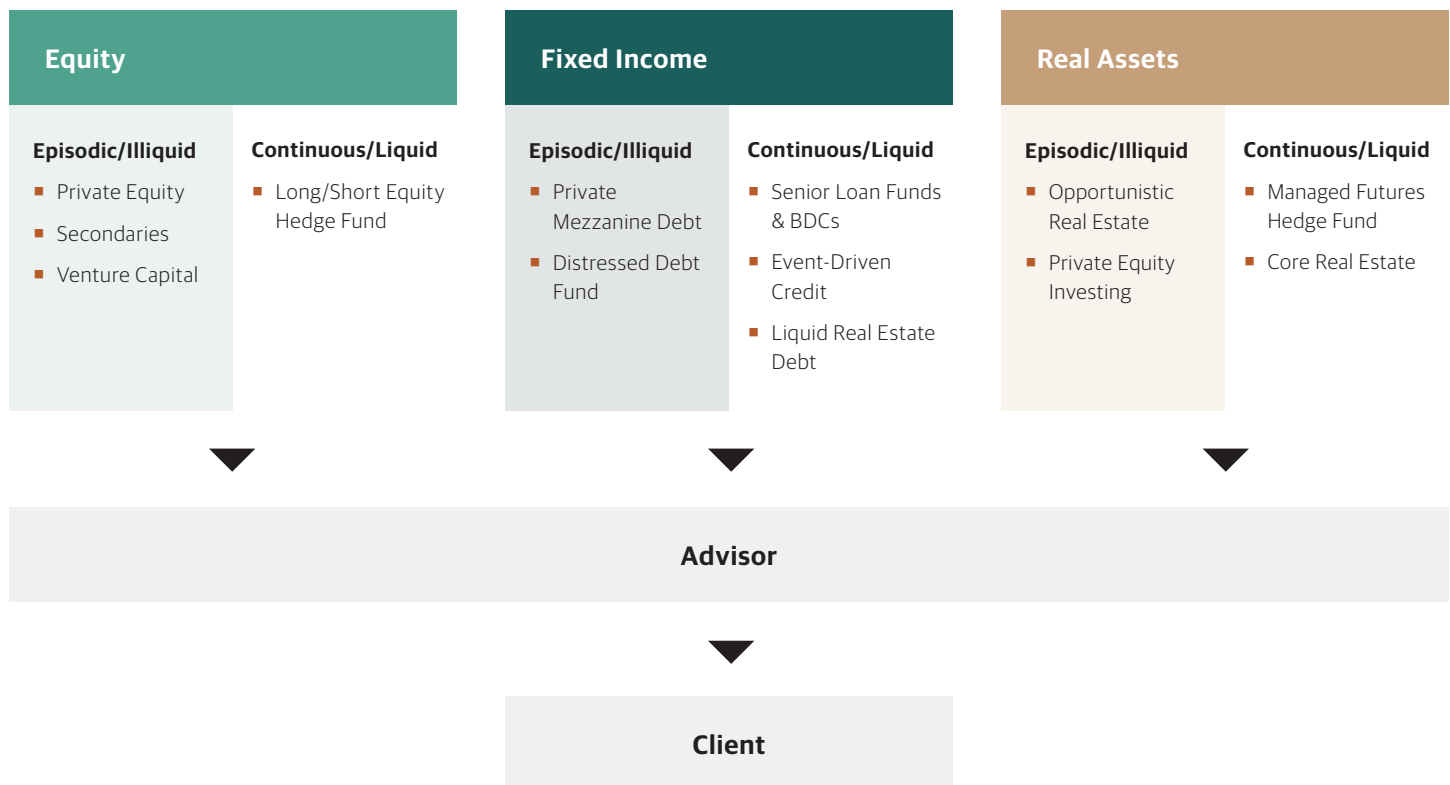 Equity
Episodic/Illiquid
Private Equity
Secondaries
Venture Capital
Continuous/Liquid
Long/Short Equity
Hedge Fund
Fixed Income
Episodic/Illiquid
Private
Mezzanine Debt
Distressed Debt
Fund
Continuous/Liquid
Senior Loan Funds
& BDCs
Event-Driven
Credit
Liquid Real Estate
Debt
Real Assets
Episodic/Illiquid
Opportunistic
Real Estate
Private Equity
Investing
Continuous/Liquid
Managed Futures
Hedge Fund
Core Real Estate
Advisor
Client